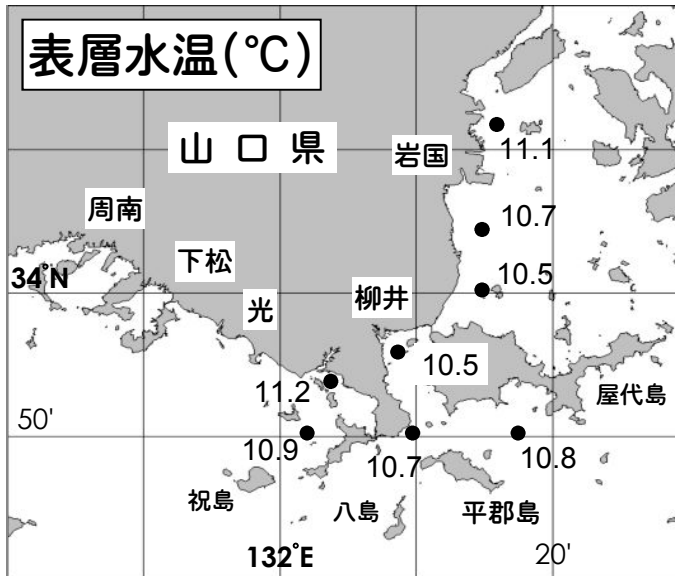 表層水温(℃)
山口県
岩国
11.1
周南
10.7
下松
34°N
10.5
柳井
光
10.5
11.2
屋代島
50'
10.9
10.7
10.8
祝島
八島
平郡島
132°E
20'